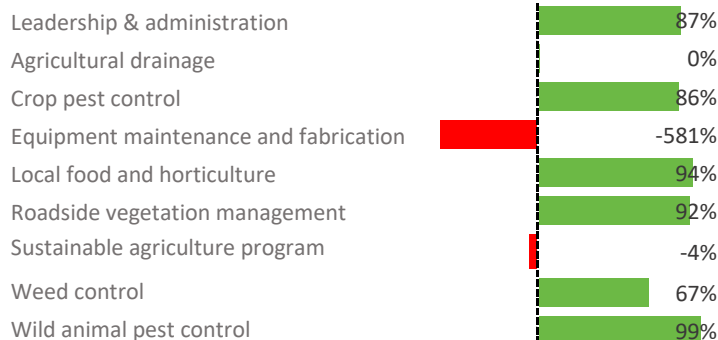 Leadership & administration 87%
Agricultural drainage 0%
Crop pest control 86%
Equipment maintenance and fabrication -581%
Local food and horticulture 94%
Roadside vegetation management 92%
Sustainable agriculture program -4%
Weed control 67%
Wild animal pest control 99%